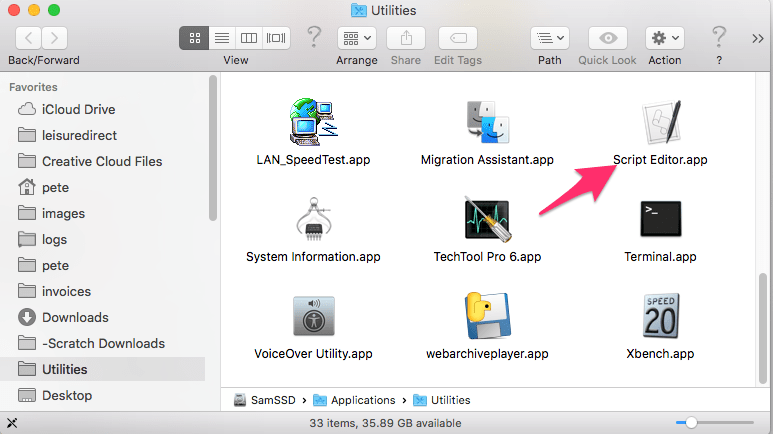 Utilities
?
Back/Forward
View
Arrange
Share
Edit Tags
Path
Quick Look
Action
?
?
Favorites
iCloud Drive
leisuredirect
Creative Cloud Files
pete
images
logs
pete
invoices
Downloads
-Scratch Downloads
Utilities
Desktop
LAN_SpeedTest.app
Migration Assistant.app
Script Editor.app
>_
System Information.app
TechTool Pro 6.app
Terminal.app
SPEED
20
VoiceOver Utility.app
webarchiveplayer.app
Xbench.app
SamSSD › Applications › Utilities
33 items, 35.89 GB available